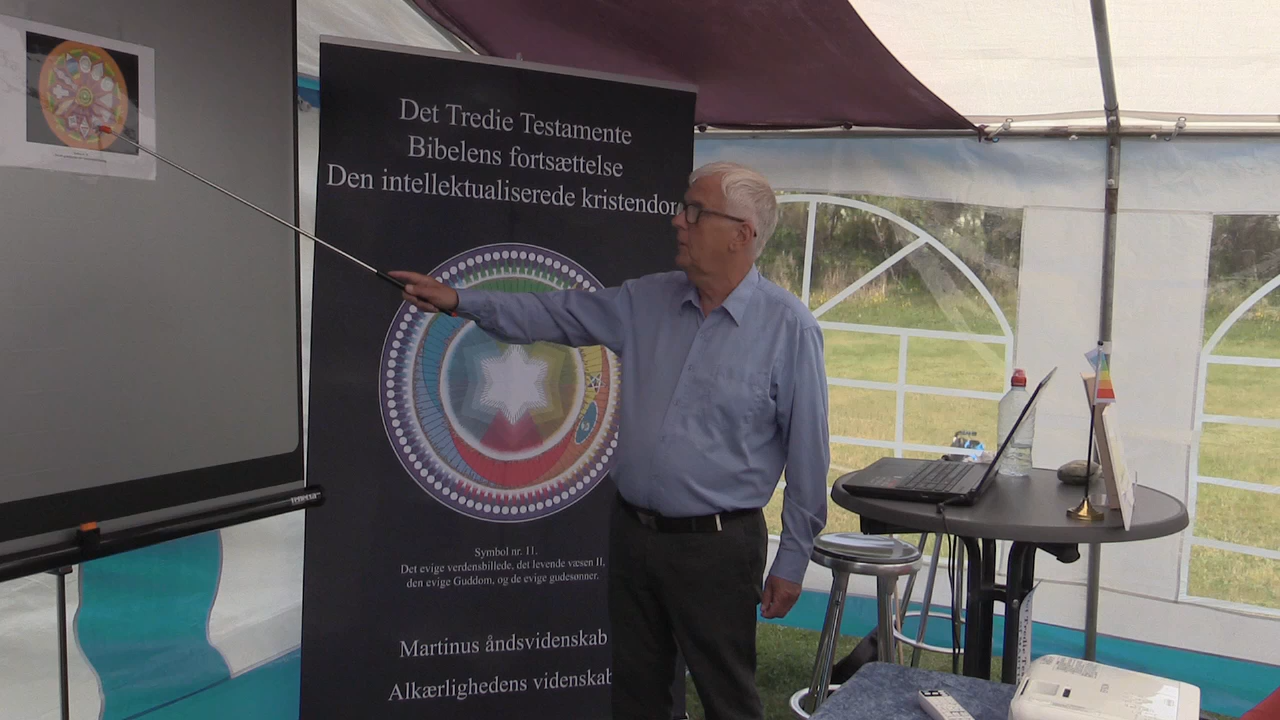 Det Tredie Testamente
Bibelens fortsættelse
Den intellektualiserede kristendom
Symbol nr. 11.
Det evige verdensbillede, det levende væsen II,
den evige Guddom, og de evige gudesønner.
Martinus åndsvidenskab
Alkærlighedens videnskab